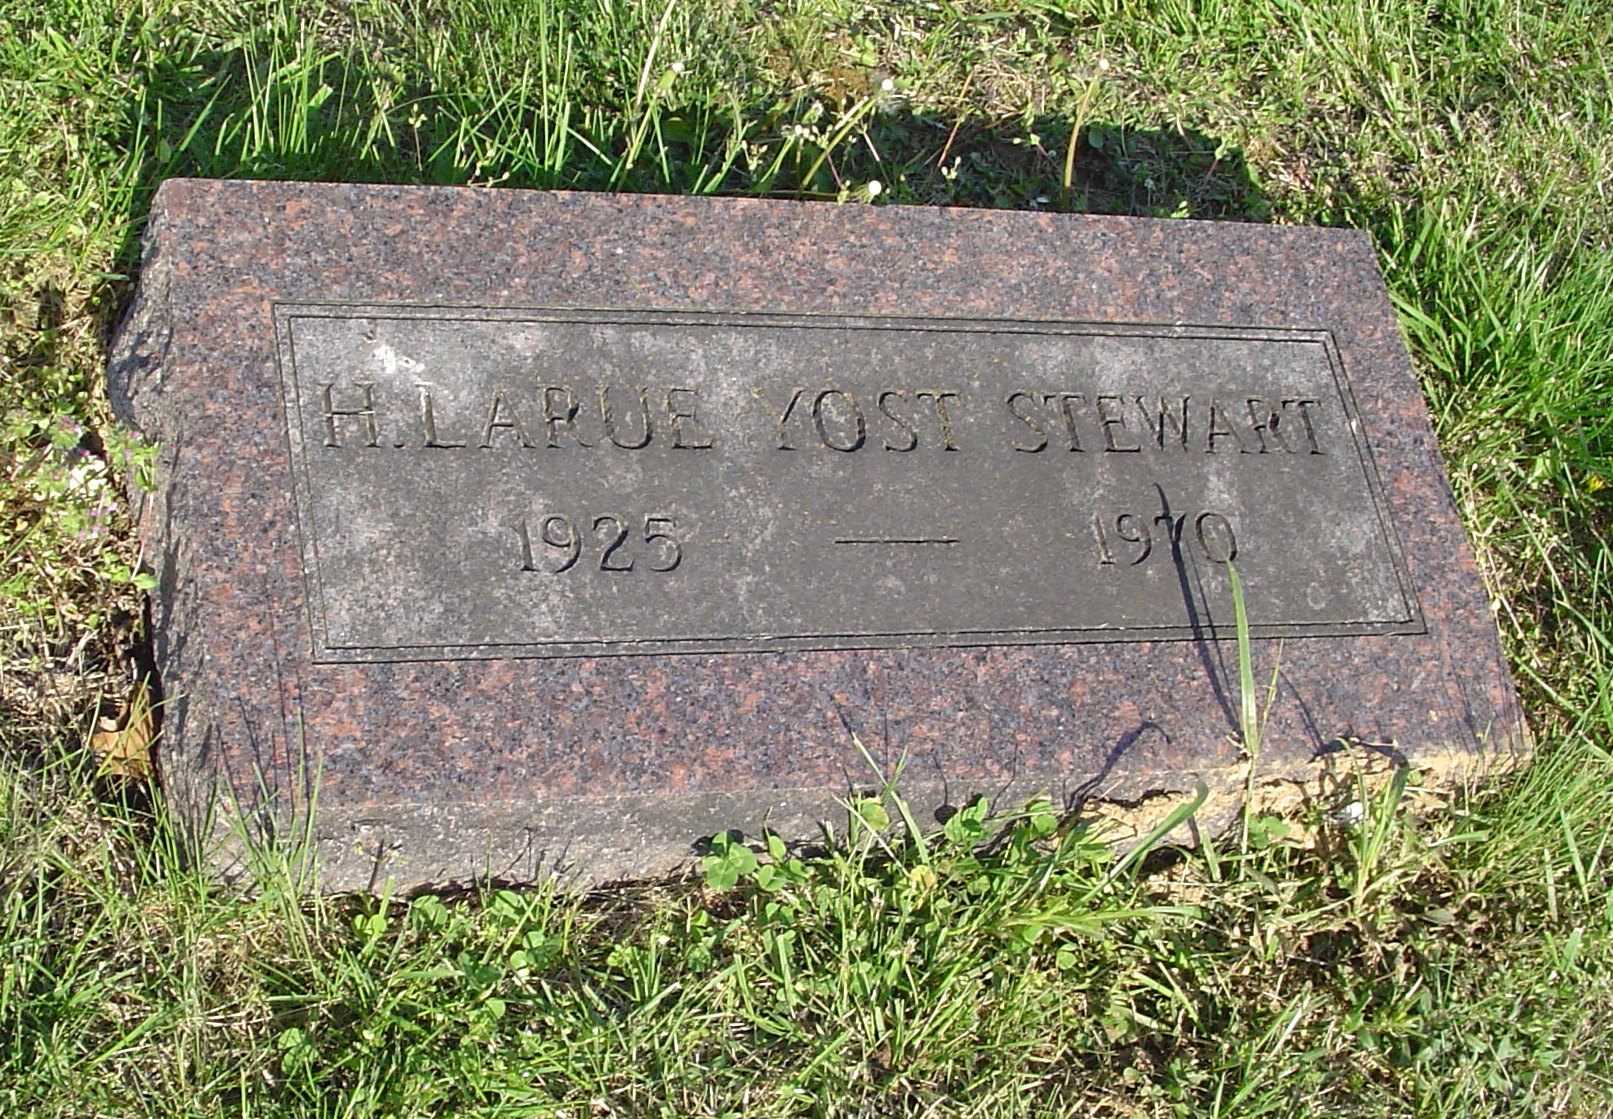 H. LARUE YOST STEWART
1925 — 1970